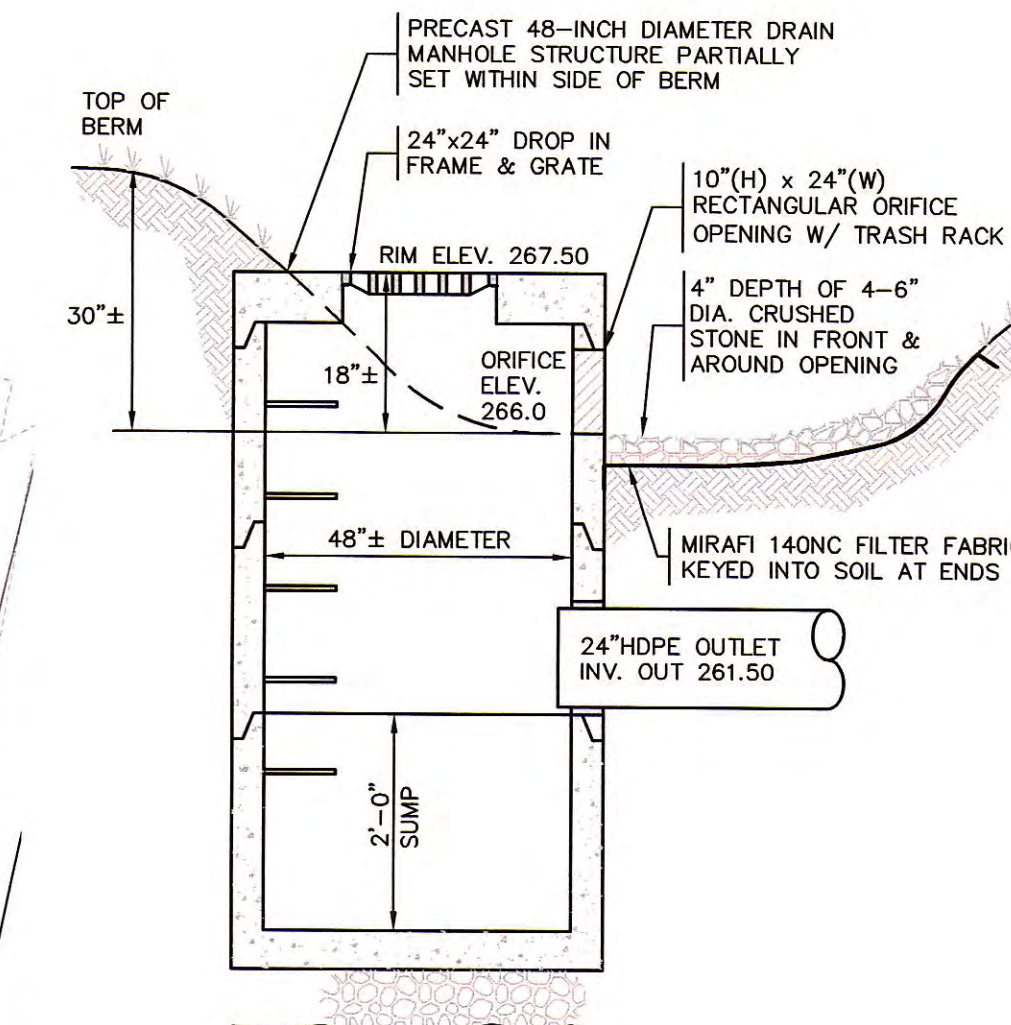 PRECAST 48-INCH DIAMETER DRAIN
MANHOLE STRUCTURE PARTIALLY
SET WITHIN SIDE OF BERM
TOP OF
BERM
24"x24" DROP IN
FRAME & GRATE
10"(H) x 24"(W)
RECTANGULAR ORIFICE
OPENING W/ TRASH RACK
RIM ELEV. 267.50
4" DEPTH OF 4-6"
DIA. CRUSHED
STONE IN FRONT &
AROUND OPENING
30"±
18"±
ORIFICE
ELEV.
266.0
48"± DIAMETER
MIRAFI 140NC FILTER FABRI
KEYED INTO SOIL AT ENDS
24"HDPE OUTLET
INV. OUT 261.50
2'-0"
SUMP